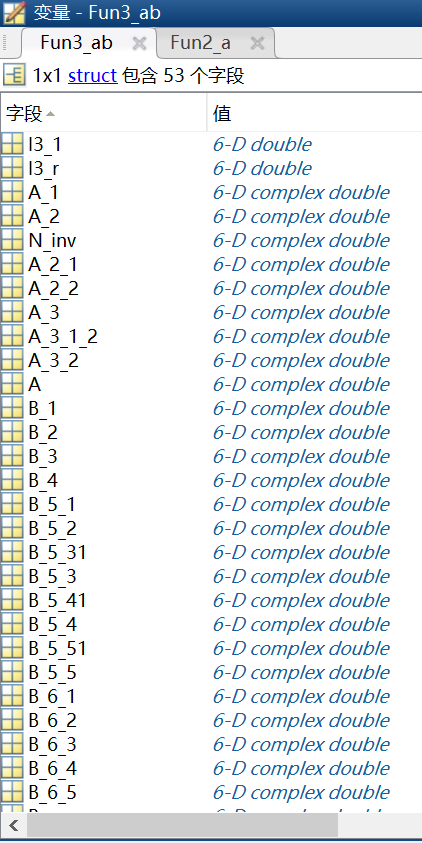 变量 - Fun3_ab
Fun3_ab Fun2_a
1x1 struct 包含 53 个字段
字段 值
I3_1 6-D double
I3_r 6-D double
A_1 6-D complex double
A_2 6-D complex double
N_inv 6-D complex double
A_2_1 6-D complex double
A_2_2 6-D complex double
A_3 6-D complex double
A_3_1_2 6-D complex double
A_3_2 6-D complex double
A 6-D complex double
B_1 6-D complex double
B_2 6-D complex double
B_3 6-D complex double
B_4 6-D complex double
B_5_1 6-D complex double
B_5_2 6-D complex double
B_5_31 6-D complex double
B_5_3 6-D complex double
B_5_41 6-D complex double
B_5_4 6-D complex double
B_5_51 6-D complex double
B_5_5 6-D complex double
B_6_1 6-D complex double
B_6_2 6-D complex double
B_6_3 6-D complex double
B_6_4 6-D complex double
B_6_5 6-D complex double